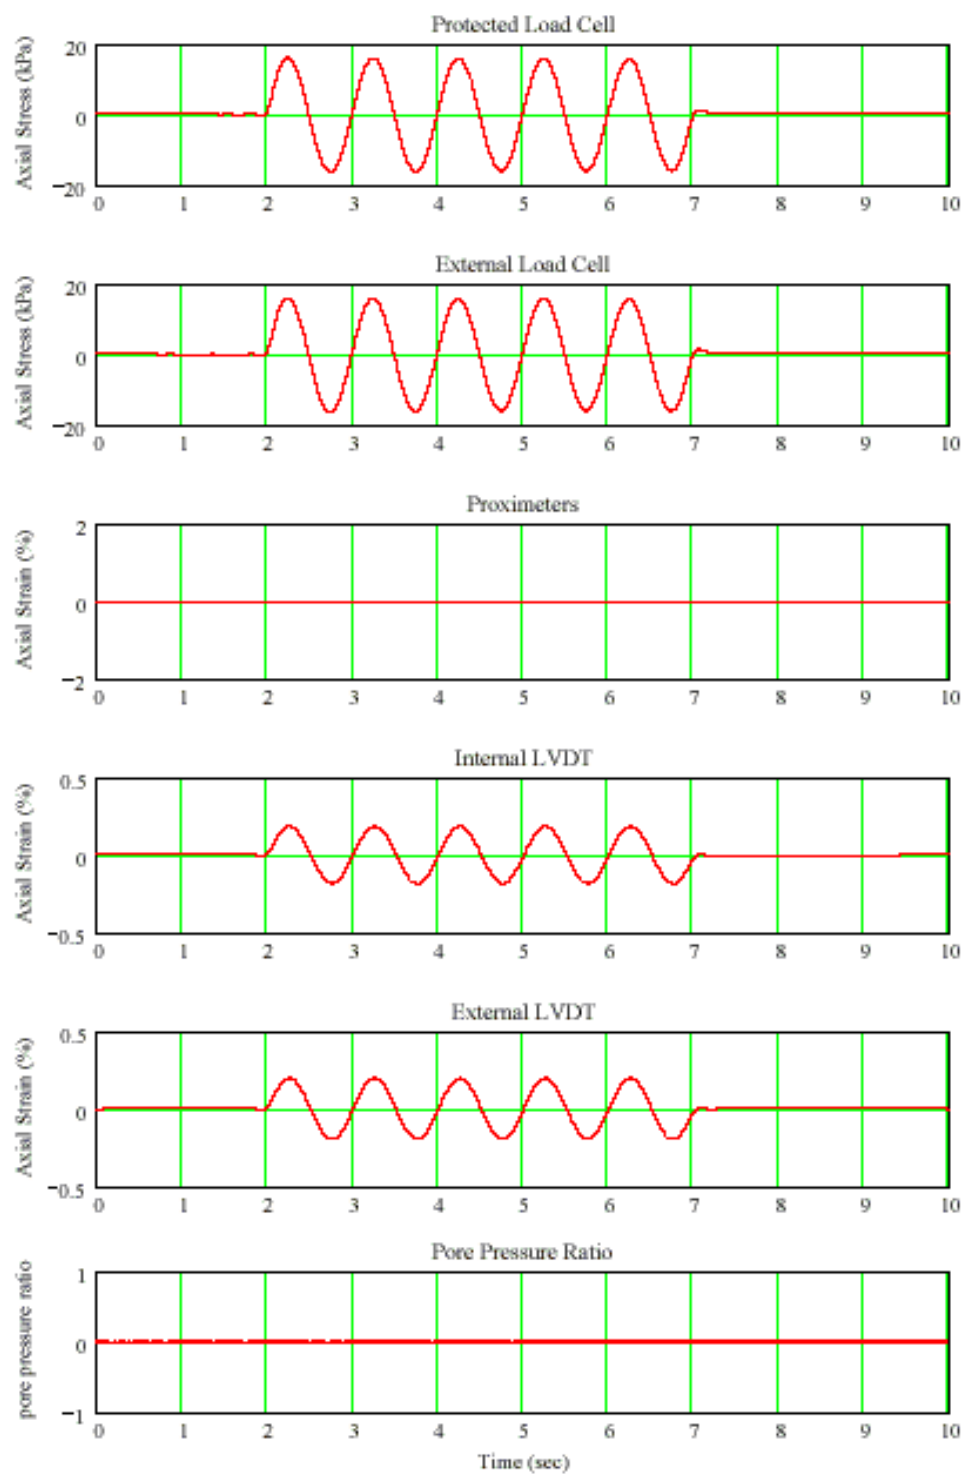 Protected Load Cell
Axial Stress (kPa)
20
0
−20
0 1 2 3 4 5 6 7 8 9 10
External Load Cell
Axial Stress (kPa)
20
0
−20
0 1 2 3 4 5 6 7 8 9 10
Proximeters
Axial Strain (%)
2
0
−2
0 1 2 3 4 5 6 7 8 9 10
Internal LVDT
Axial Strain (%)
0.5
0
−0.5
0 1 2 3 4 5 6 7 8 9 10
External LVDT
Axial Strain (%)
0.5
0
−0.5
0 1 2 3 4 5 6 7 8 9 10
Pore Pressure Ratio
pore pressure ratio
1
0
−1
0 1 2 3 4 5 6 7 8 9 10
Time (sec)